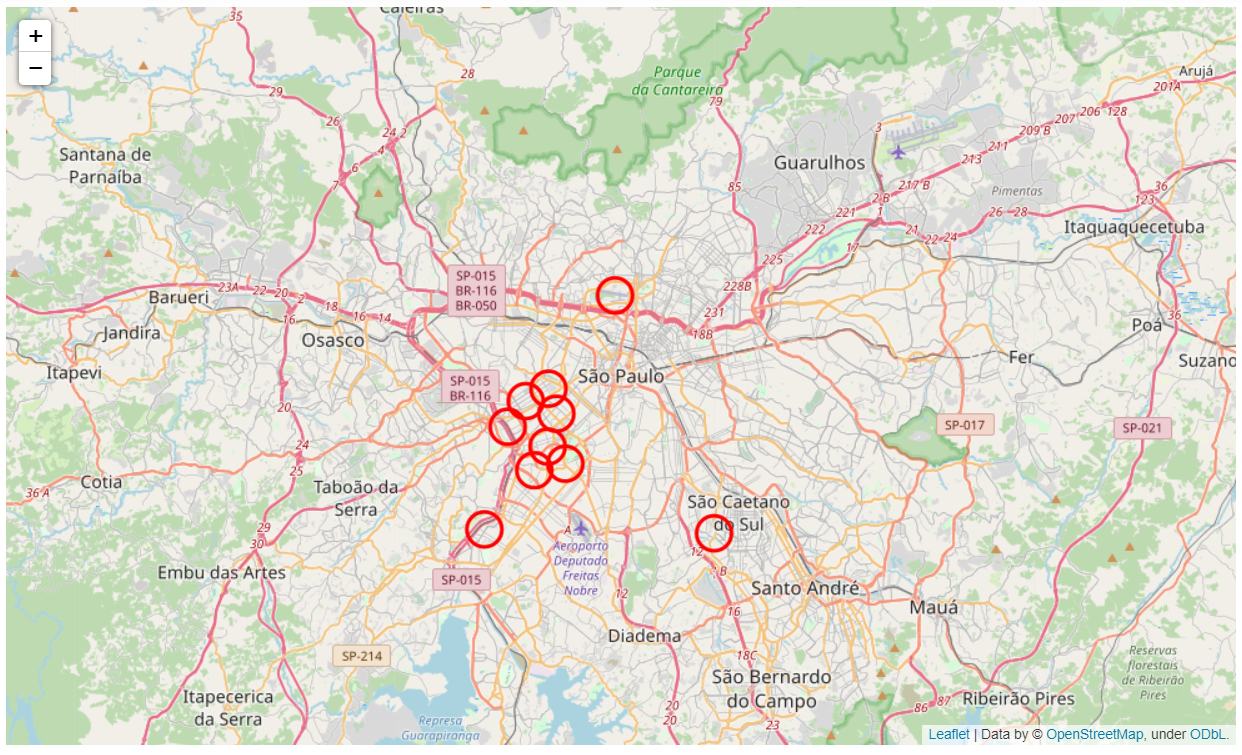 +
−
Caieiras
35
Parque
da Cantareira
28
79
Arujá
201A
29
26
24
2
4
6
7
3
206
128
207
209 B
211
213
Santana de
Parnaíba
Guarulhos
85
2 B
217 B
Pimentas
36
123
221
1
26
28
222
21
22
24
17
Itaquaquecetuba
225
SP-015
BR-116
BR-050
23A
22
20
2
18
16
14
16
228B
231
18B
36
Barueri
Jandira
Osasco
Itapevi
Poá
Fer
Suzano
São Paulo
SP-015
BR-116
20
24
25
SP-017
SP-021
36 A
Cotia
Taboão da
Serra
29
30
São Caetano
do Sul
A
Aeroporto
Deputado
Freitas
Nobre
12
B
Embu das Artes
SP-015
12
16
Santo André
Mauá
Diadema
18C
SP-214
São Bernardo
do Campo
Reservas
florestais
de Ribeirão
Pires
Itapecerica
da Serra
Represa
Guarapiranga
20
20
23
86
87
Ribeirão Pires
Leaflet | Data by © OpenStreetMap, under ODbL.